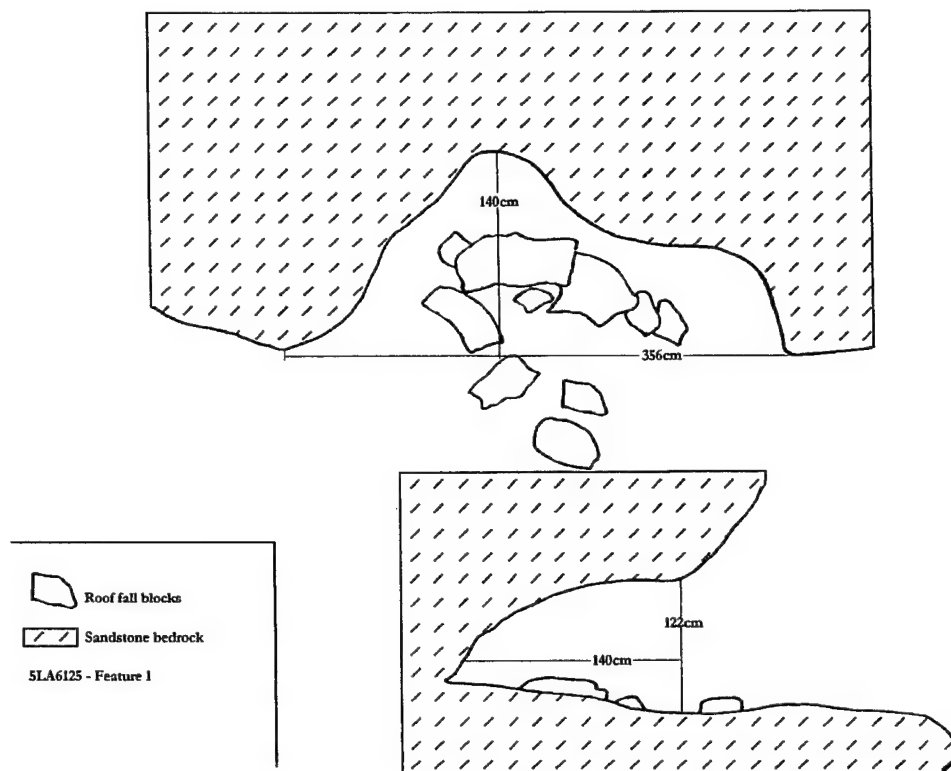 140cm
356cm
122cm
140cm
Roof fall blocks
Sandstone bedrock
5LA6125 - Feature 1